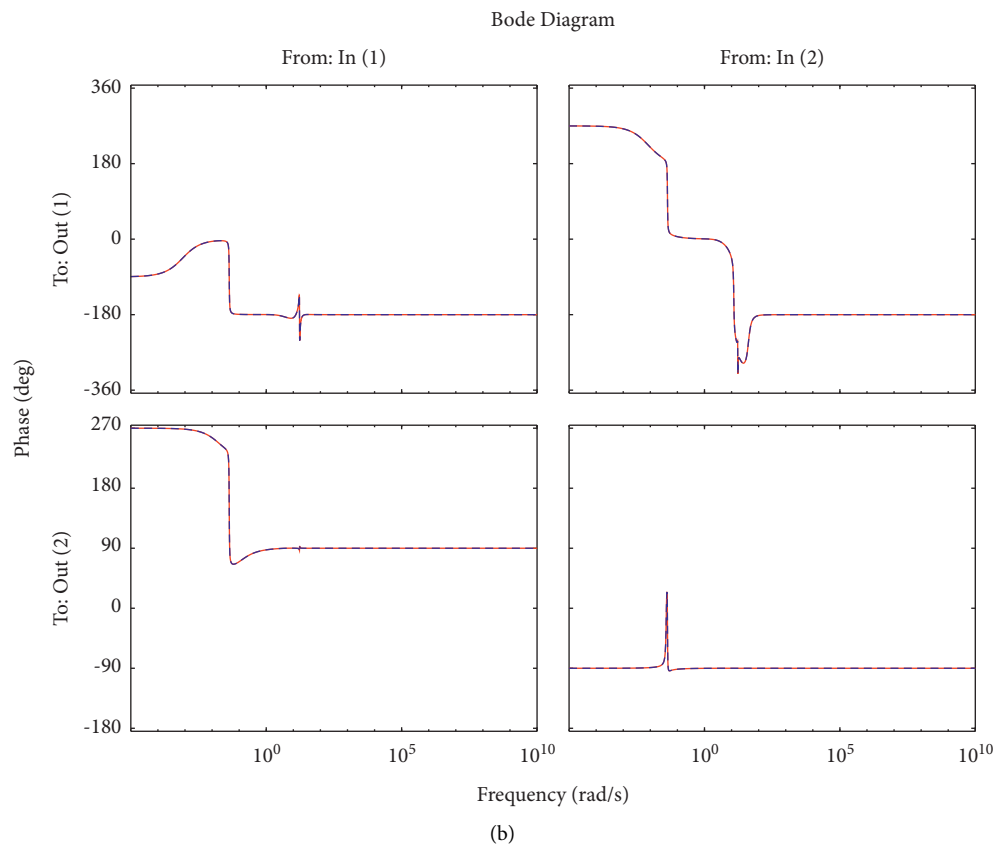 Bode Diagram
From: In (1)
From: In (2)
To: Out (1)
360
180
0
-180
-360
Phase (deg)
To: Out (2)
270
180
90
0
-90
-180
10^0
10^5
10^10
10^0
10^5
10^10
Frequency (rad/s)
(b)